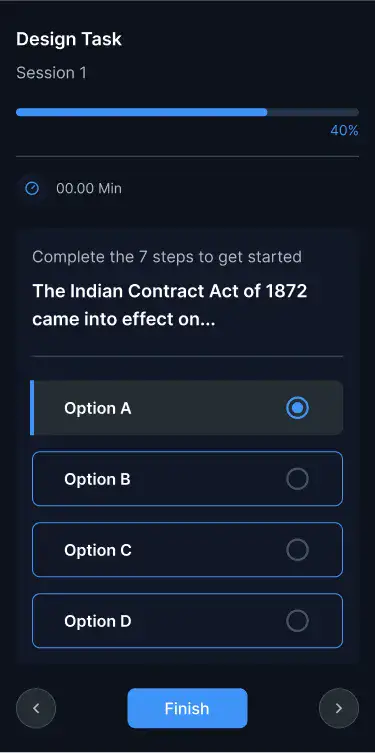 Design Task
Session 1
40%
00.00 Min
Complete the 7 steps to get started
The Indian Contract Act of 1872
came into effect on...
Option A
Option B
Option C
Option D
Finish